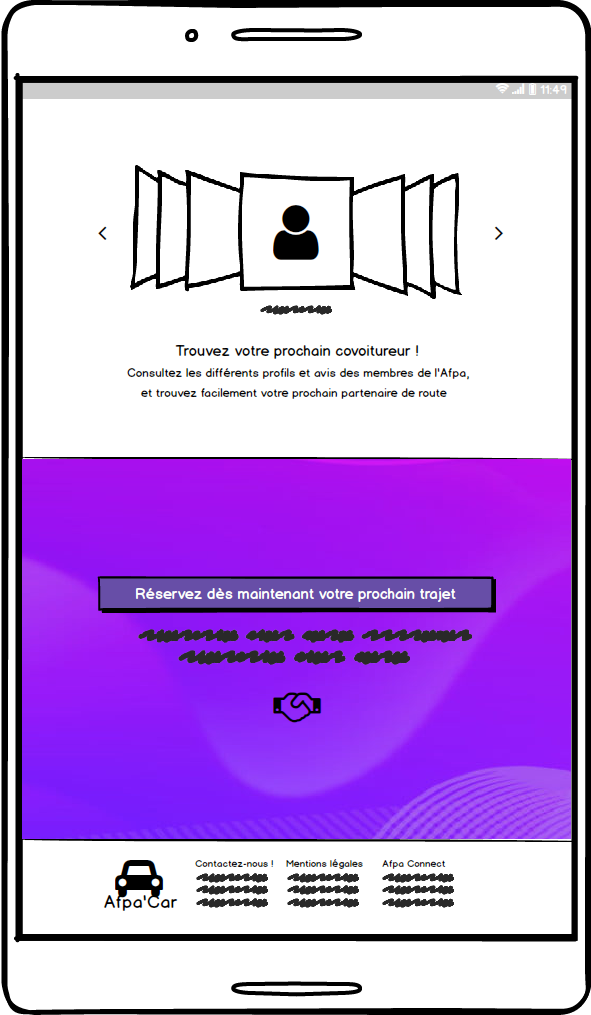 11:49
Trouvez votre prochain covoitureur !
Consultez les différents profils et avis des membres de l'Afpa,
et trouvez facilement votre prochain partenaire de route
Réservez dès maintenant votre prochain trajet
Afpa'Car
Contactez-nous !
Mentions légales
Afpa Connect